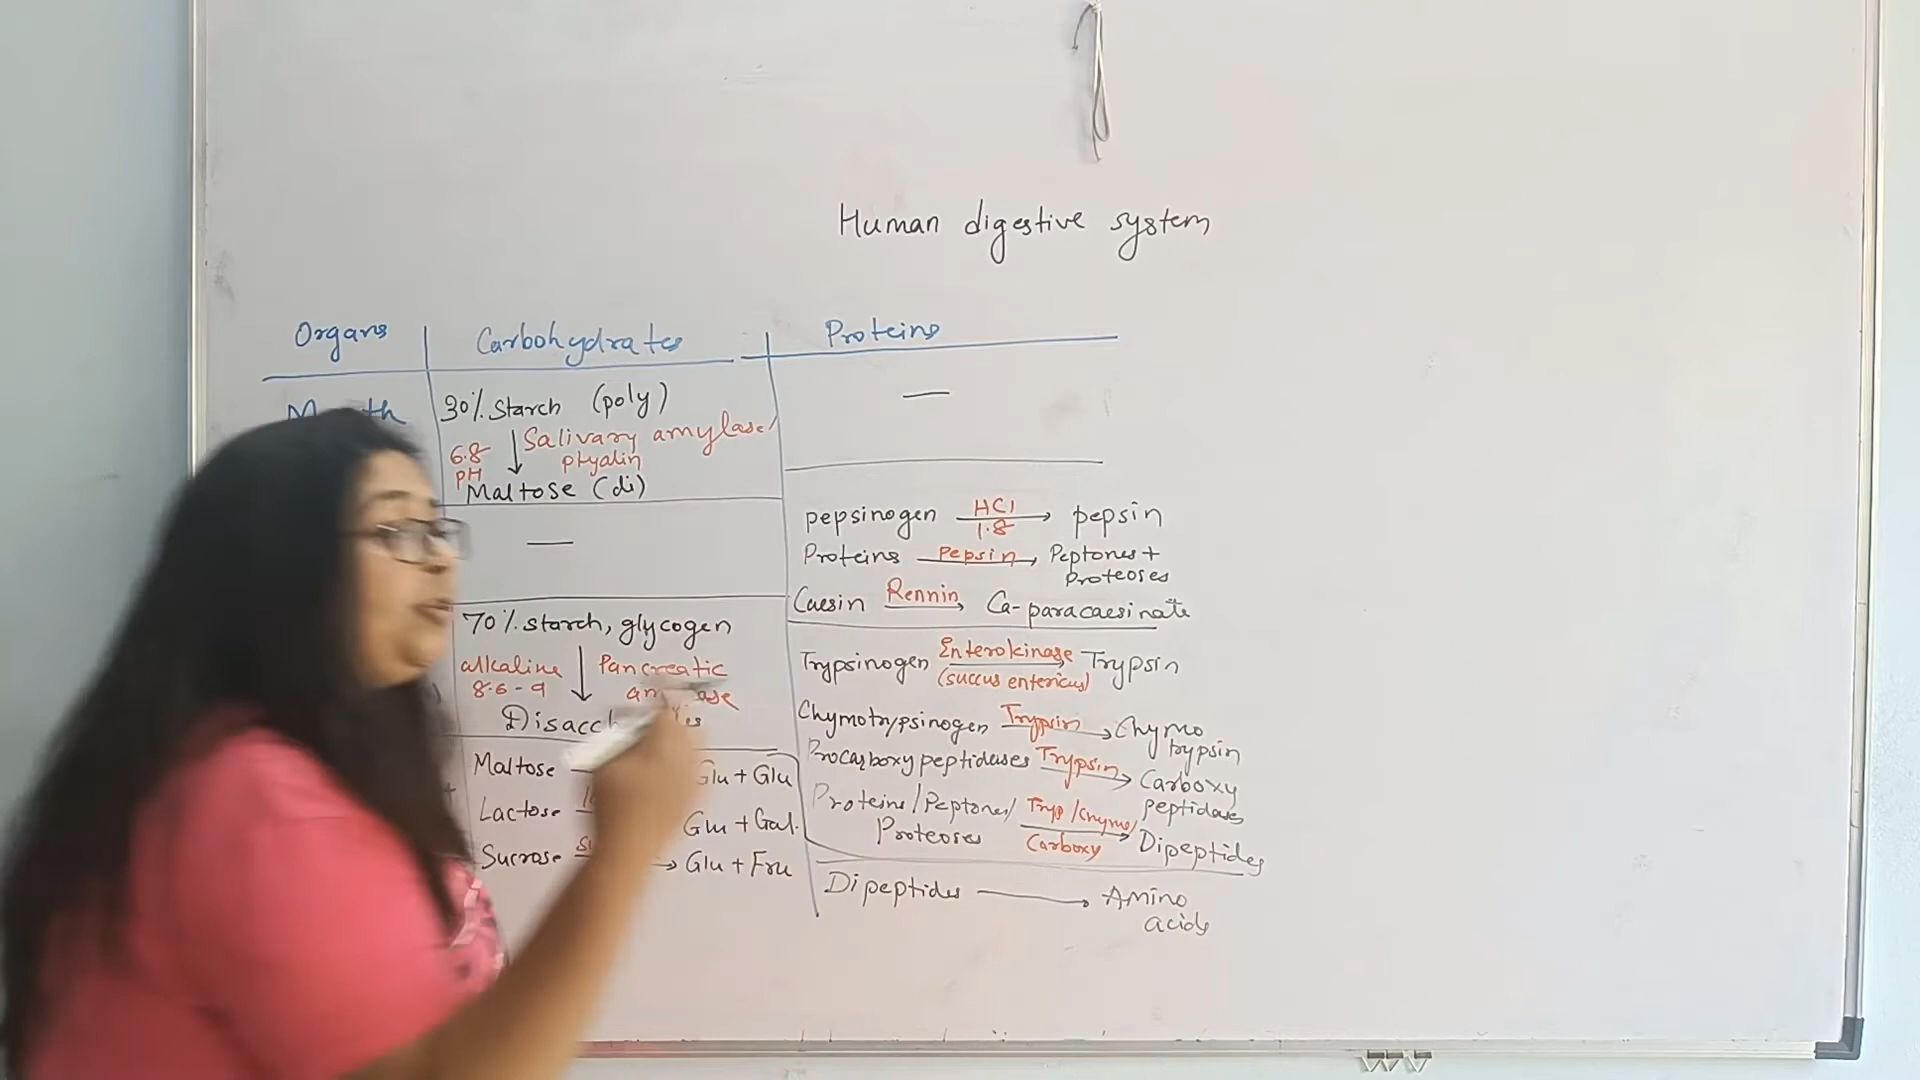 Human digestive system
Organs Carbohydrates Proteins
30% starch (poly)
Salivary amylase/
ptyalin
6.8
pH
Maltose (di)
—
—
pepsinogen HCl 1.8 → pepsin
Proteins Pepsin → Peptones +
Proteoses
Caesin Rennin → Ca-paracaesinate
70% starch, glycogen
alkaline
8.6-9
Pancreatic
Trypsinogen Enterokinase → Trypsin
(succus entericus)
Chymotrypsinogen Trypsin → Chymo
trypsin
Procarboxypeptidases Trypsin → Carboxy
peptidases
Proteins/Peptones/ Tryp/chymo/ → Dipeptides
Proteoses Carboxy
Maltose Glu + Glu
Lactose Glu + Gal.
Sucrose → Glu + Fru
Dipeptides → Amino
acids